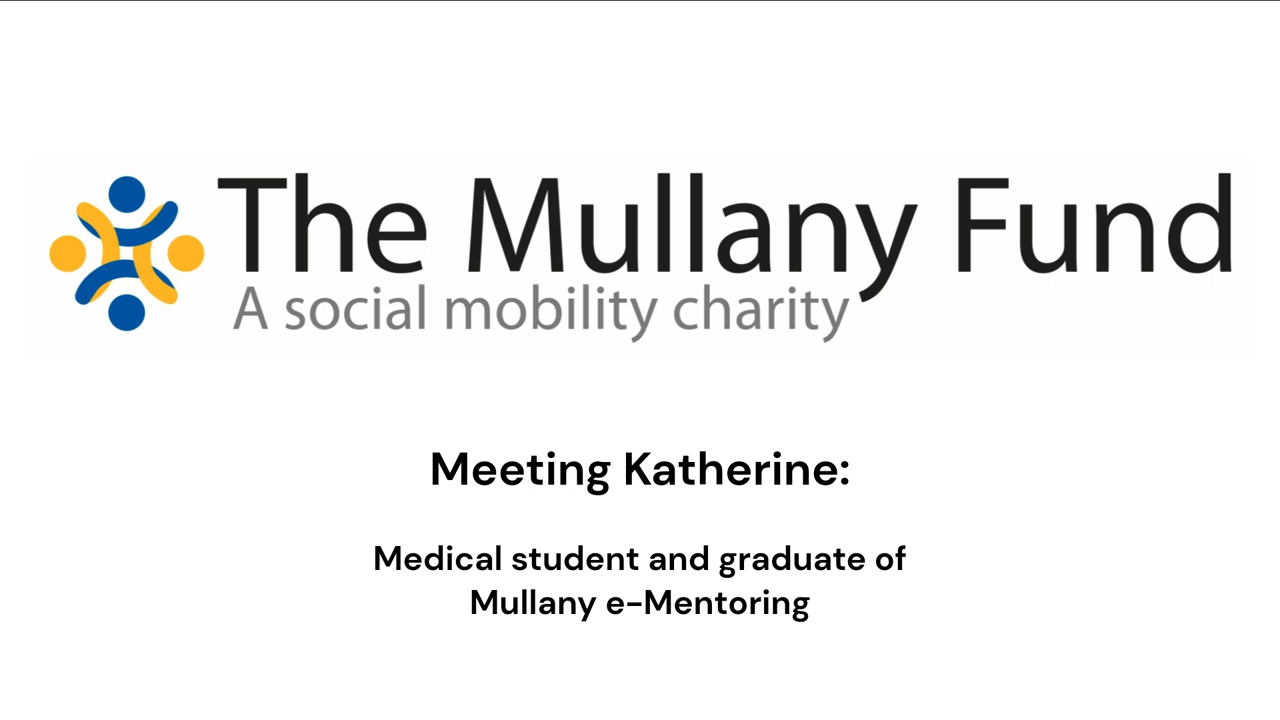 The Mullany Fund
A social mobility charity
Meeting Katherine:
Medical student and graduate of
Mullany e-Mentoring